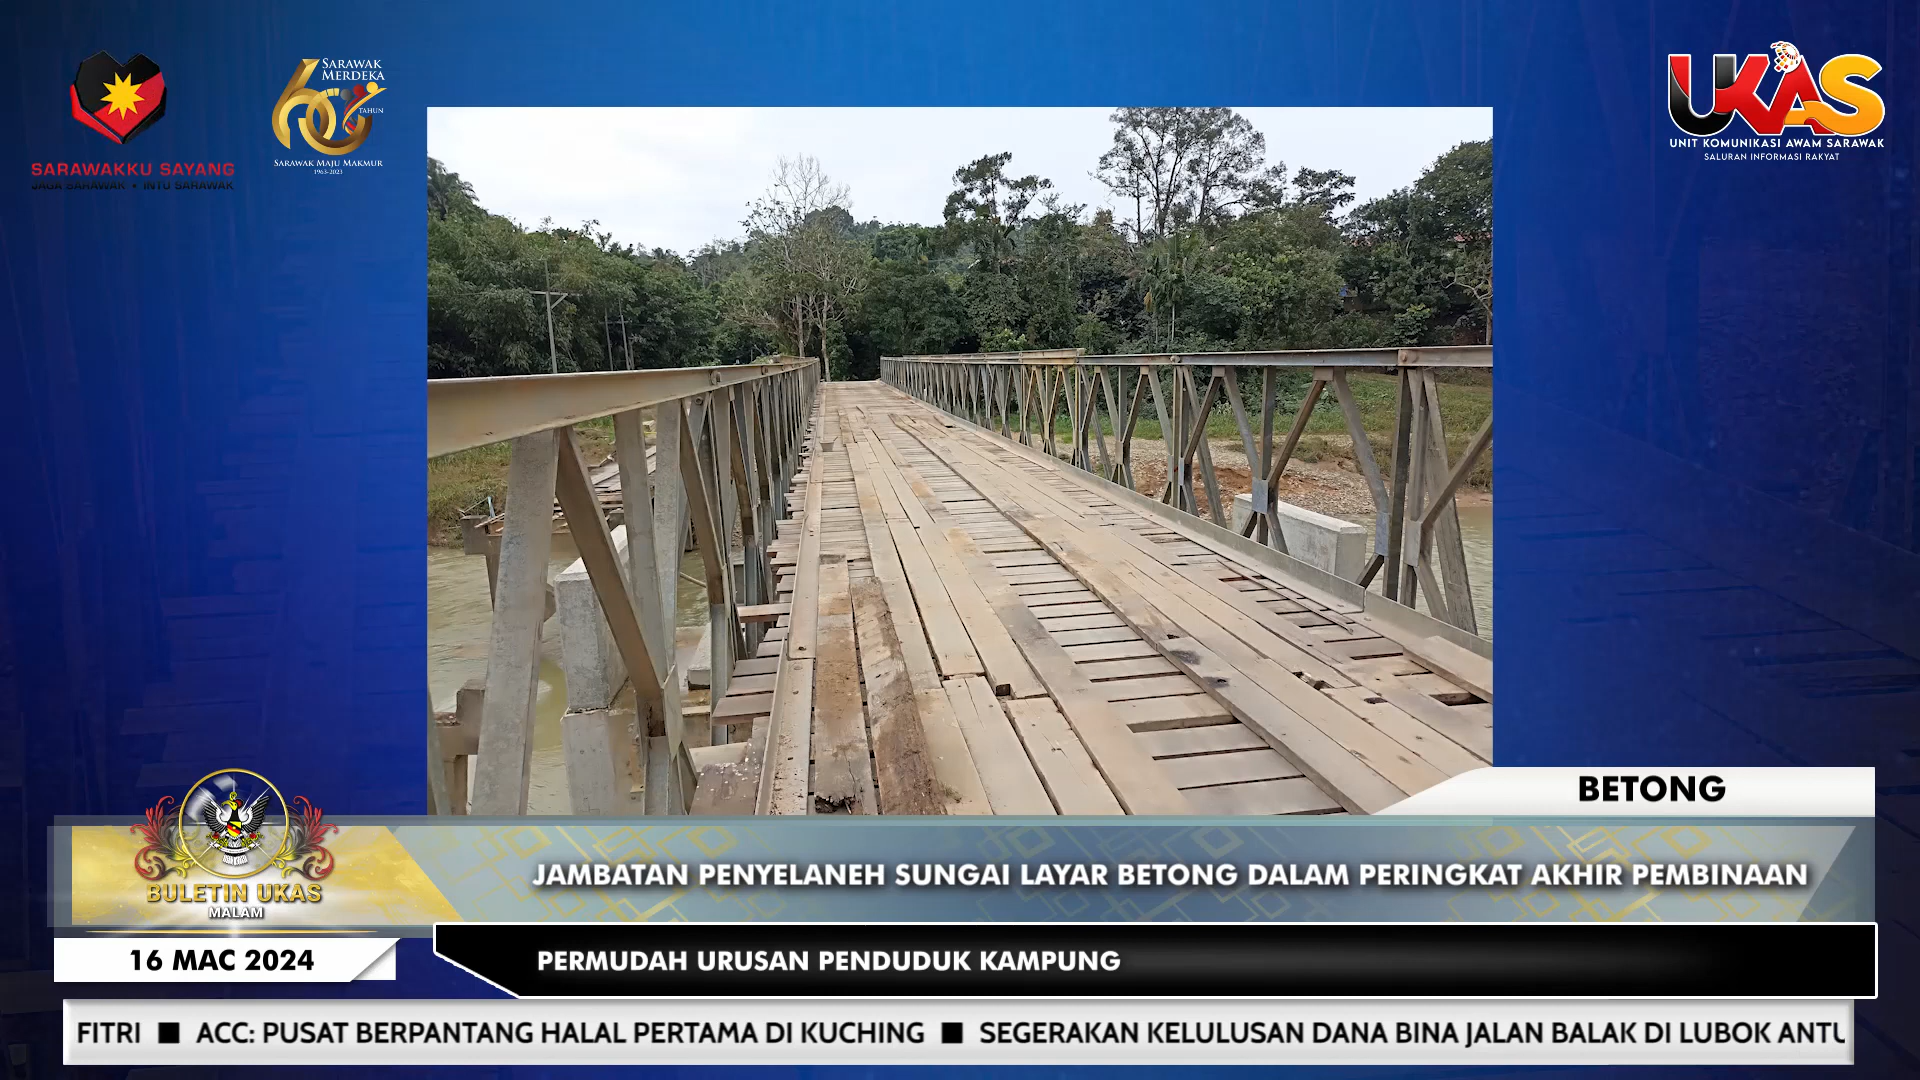 SARAWAKKU SAYANG
JAGA SARAWAK • INTU SARAWAK
SARAWAK
MERDEKA
60
TAHUN
SARAWAK MAJU MAKMUR
1963-2023
UKAS
UNIT KOMUNIKASI AWAM SARAWAK
SALURAN INFORMASI RAKYAT
BETONG
JAMBATAN PENYELANEH SUNGAI LAYAR BETONG DALAM PERINGKAT AKHIR PEMBINAAN
BULETIN UKAS
MALAM
16 MAC 2024
PERMUDAH URUSAN PENDUDUK KAMPUNG
FITRI ■ ACC: PUSAT BERPANTANG HALAL PERTAMA DI KUCHING ■ SEGERAKAN KELULUSAN DANA BINA JALAN BALAK DI LUBOK ANTU